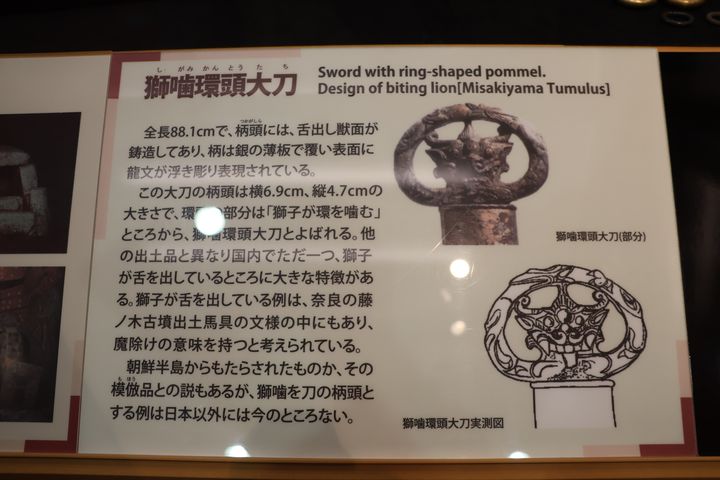 しがみかんとうたち
獅噛環頭大刀
Sword with ring-shaped pommel.
Design of biting lion[Misakiyama Tumulus]
全長88.1cmで、柄頭には、舌出し獣面が
つかがしら
鋳造してあり、柄は銀の薄板で覆い表面に
龍文が浮き彫り表現されている。
この大刀の柄頭は横6.9cm、縦4.7cmの
大きさで、環 部分は「獅子が環を噛む」
ところから、獅噛環頭大刀とよばれる。他
の出土品と異なり国内でただ一つ、獅子
が舌を出しているところに大きな特徴があ
る。獅子が舌を出している例は、奈良の藤
ノ木古墳出土馬具の文様の中にもあり、
魔除けの意味を持つと考えられている。
朝鮮半島からもたらされたものか、その
もほう
模倣品との説もあるが、獅噛を刀の柄頭と
する例は日本以外には今のところない。
獅噛環頭大刀(部分)
獅噛環頭大刀実測図